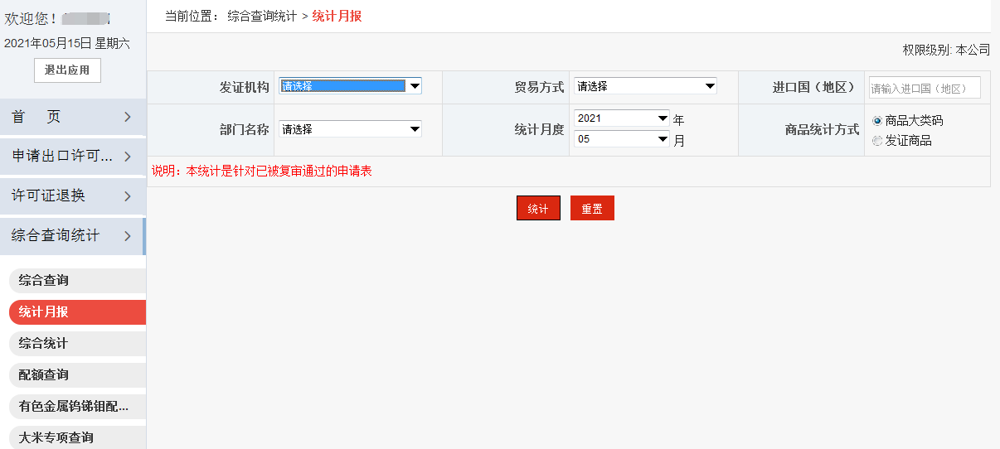 欢迎您！
2021年05月15日 星期六
退出应用
首 页
申请出口许可...
许可证退换
综合查询统计
综合查询
统计月报
综合统计
配额查询
有色金属钨锑钼配...
大米专项查询
当前位置： 综合查询统计 > 统计月报
权限级别: 本公司
发证机构 请选择 贸易方式 请选择 进口国（地区） 请输入进口国（地区）
部门名称 请选择 统计月度 2021 年 商品统计方式 商品大类码
05 月 发证商品
说明：本统计是针对已被复审通过的申请表
统计 重置